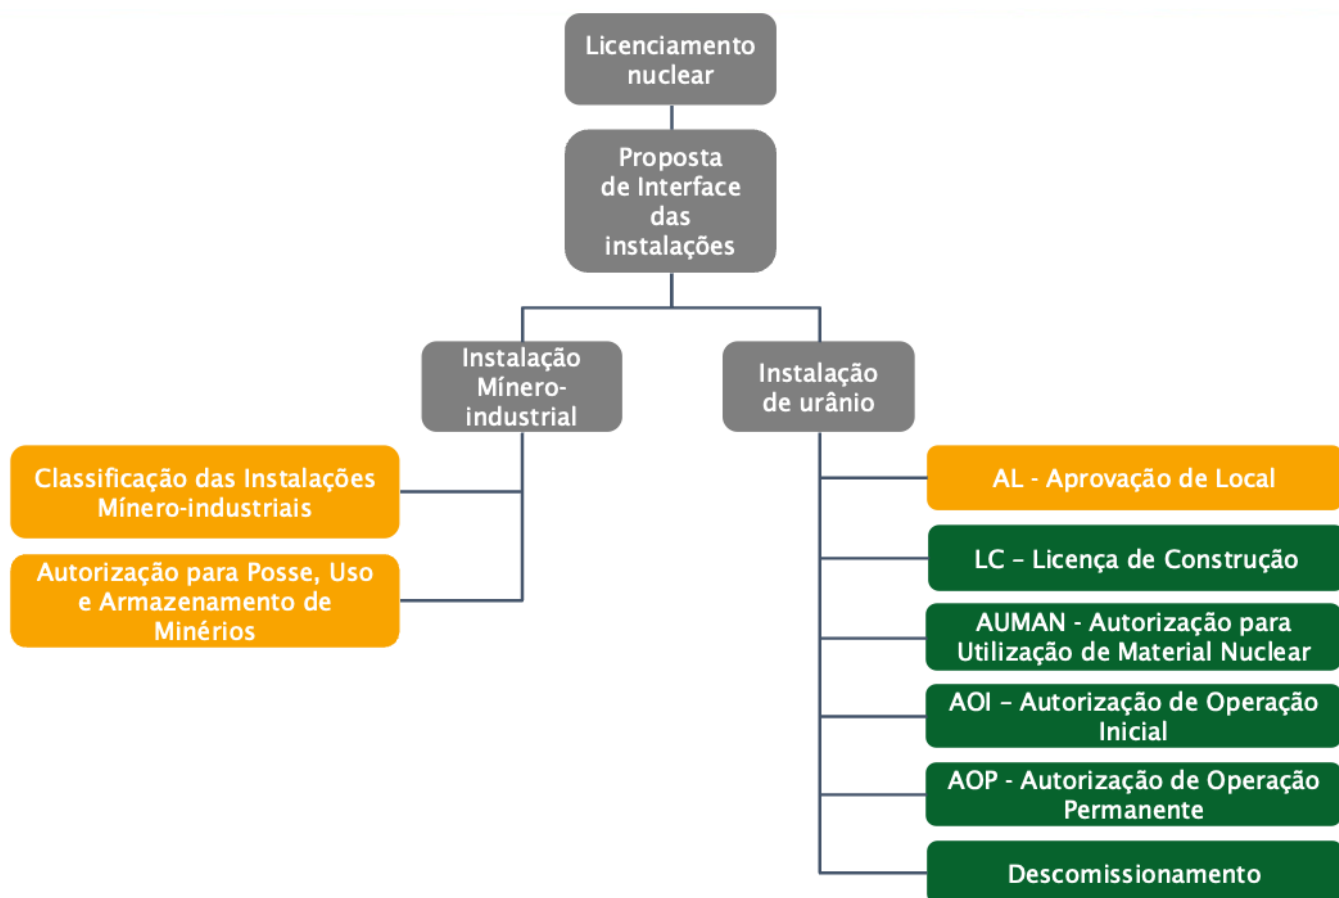 Licenciamento
nuclear
Proposta
de Interface
das
instalações
Instalação
Mínero-
industrial
Instalação
de urânio
Classificação das Instalações
Mínero-industriais
Autorização para Posse, Uso
e Armazenamento de
Minérios
AL - Aprovação de Local
LC – Licença de Construção
AUMAN - Autorização para
Utilização de Material Nuclear
AOI – Autorização de Operação
Inicial
AOP - Autorização de Operação
Permanente
Descomissionamento